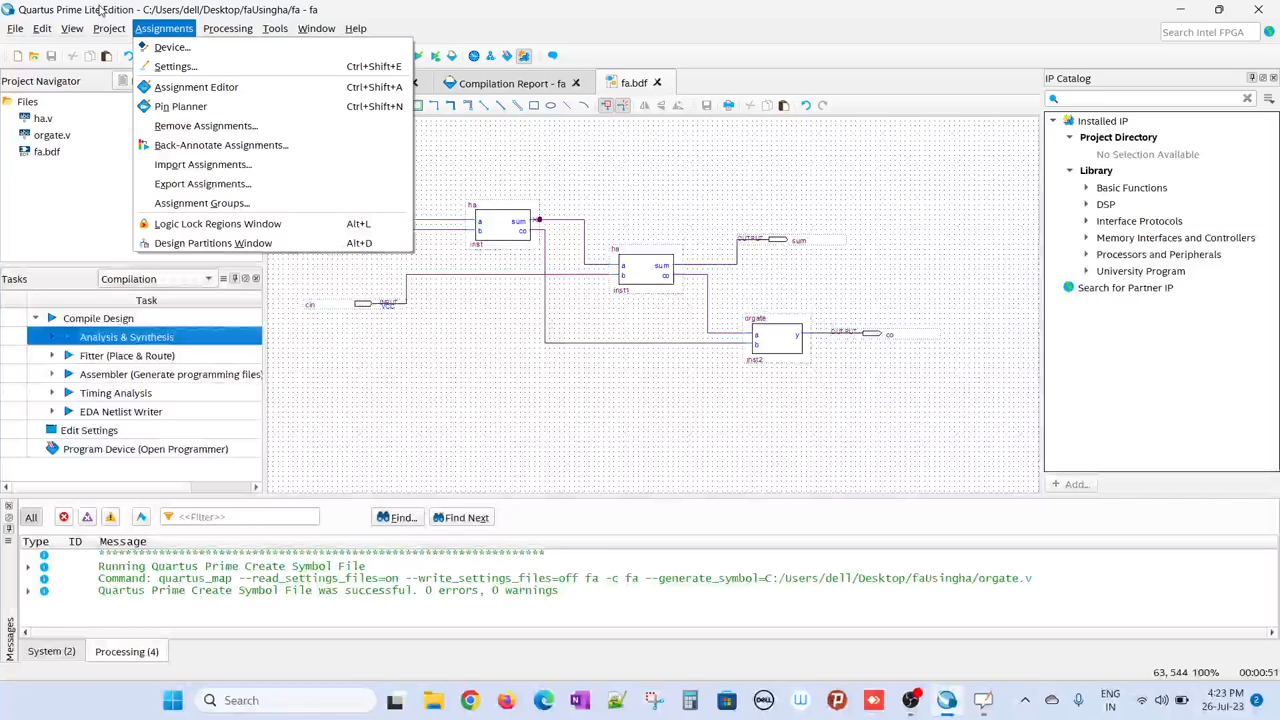 Quartus Prime Lite Edition - C:/Users/dell/Desktop/faUsingha/fa - fa
File Edit View Project Assignments Processing Tools Window Help
Search Intel FPGA
Device...
Settings... Ctrl+Shift+E
Assignment Editor Ctrl+Shift+A
Pin Planner Ctrl+Shift+N
Remove Assignments...
Back-Annotate Assignments...
Import Assignments...
Export Assignments...
Assignment Groups...
Logic Lock Regions Window Alt+L
Design Partitions Window Alt+D
Project Navigator
Files
ha.v
orgate.v
fa.bdf
Compilation Report - fa
fa.bdf
ha
a sum
b co
inst
ha
a sum
b co
inst1
OUTPUT sum
cin INPUT
VCC
orgate
a y
b
inst2
OUTPUT co
IP Catalog
Installed IP
Project Directory
No Selection Available
Library
Basic Functions
DSP
Interface Protocols
Memory Interfaces and Controllers
Processors and Peripherals
University Program
Search for Partner IP
Add...
Tasks Compilation
Task
Compile Design
Analysis & Synthesis
Fitter (Place & Route)
Assembler (Generate programming files)
Timing Analysis
EDA Netlist Writer
Edit Settings
Program Device (Open Programmer)
All <<Filter>> Find... Find Next
Type ID Message
*******************************************************************
Running Quartus Prime Create Symbol File
Command: quartus_map --read_settings_files=on --write_settings_files=off fa -c fa --generate_symbol=C:/Users/dell/Desktop/faUsingha/orgate.v
Quartus Prime Create Symbol File was successful. 0 errors, 0 warnings
Messages
System (2) Processing (4)
63, 544 100% 00:00:51
Search
DELL
ENG
IN
4:23 PM
26-Jul-23
2